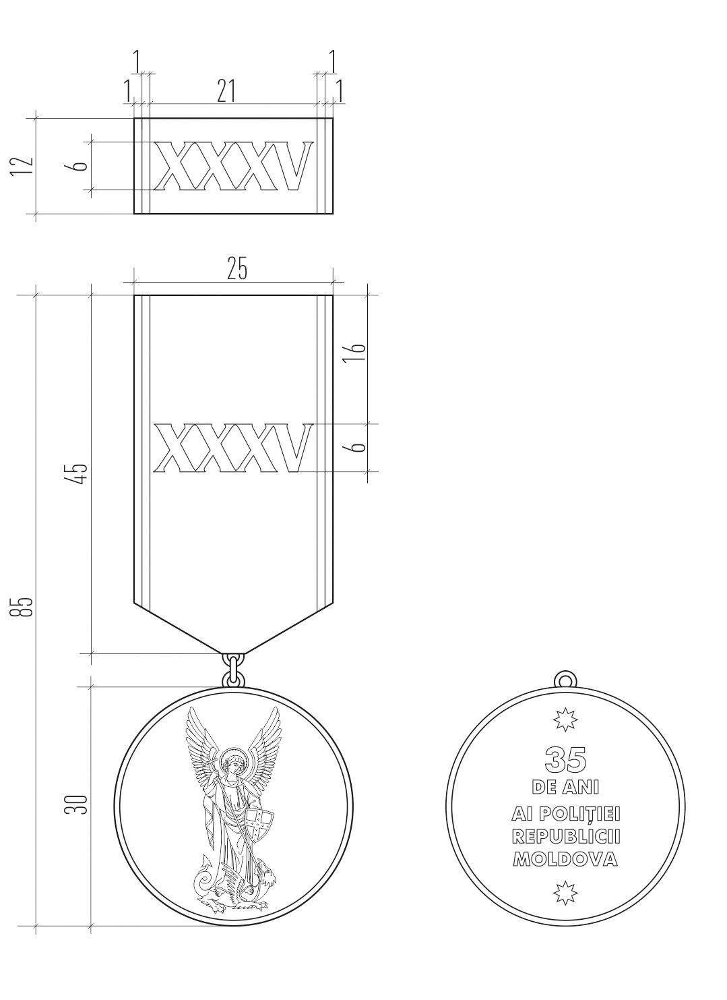 1
1
1
21
1
12
6
XXXV
25
16
XXXV
6
45
85
30
35
DE ANI
AI POLIȚIEI
REPUBLICII
MOLDOVA